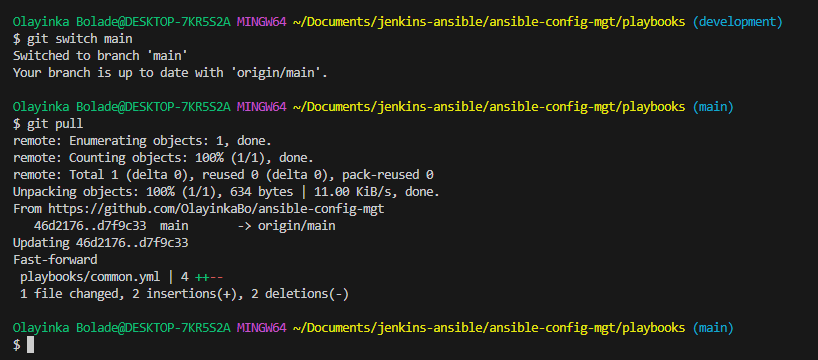 Olayinka Bolade@DESKTOP-7KR5S2A MINGW64 ~/Documents/jenkins-ansible/ansible-config-mgt/playbooks (development)
$ git switch main
Switched to branch 'main'
Your branch is up to date with 'origin/main'.
Olayinka Bolade@DESKTOP-7KR5S2A MINGW64 ~/Documents/jenkins-ansible/ansible-config-mgt/playbooks (main)
$ git pull
remote: Enumerating objects: 1, done.
remote: Counting objects: 100% (1/1), done.
remote: Total 1 (delta 0), reused 0 (delta 0), pack-reused 0
Unpacking objects: 100% (1/1), 634 bytes | 11.00 KiB/s, done.
From https://github.com/OlayinkaBo/ansible-config-mgt
   46d2176..d7f9c33  main       -> origin/main
Updating 46d2176..d7f9c33
Fast-forward
 playbooks/common.yml | 4 ++--
 1 file changed, 2 insertions(+), 2 deletions(-)
Olayinka Bolade@DESKTOP-7KR5S2A MINGW64 ~/Documents/jenkins-ansible/ansible-config-mgt/playbooks (main)
$